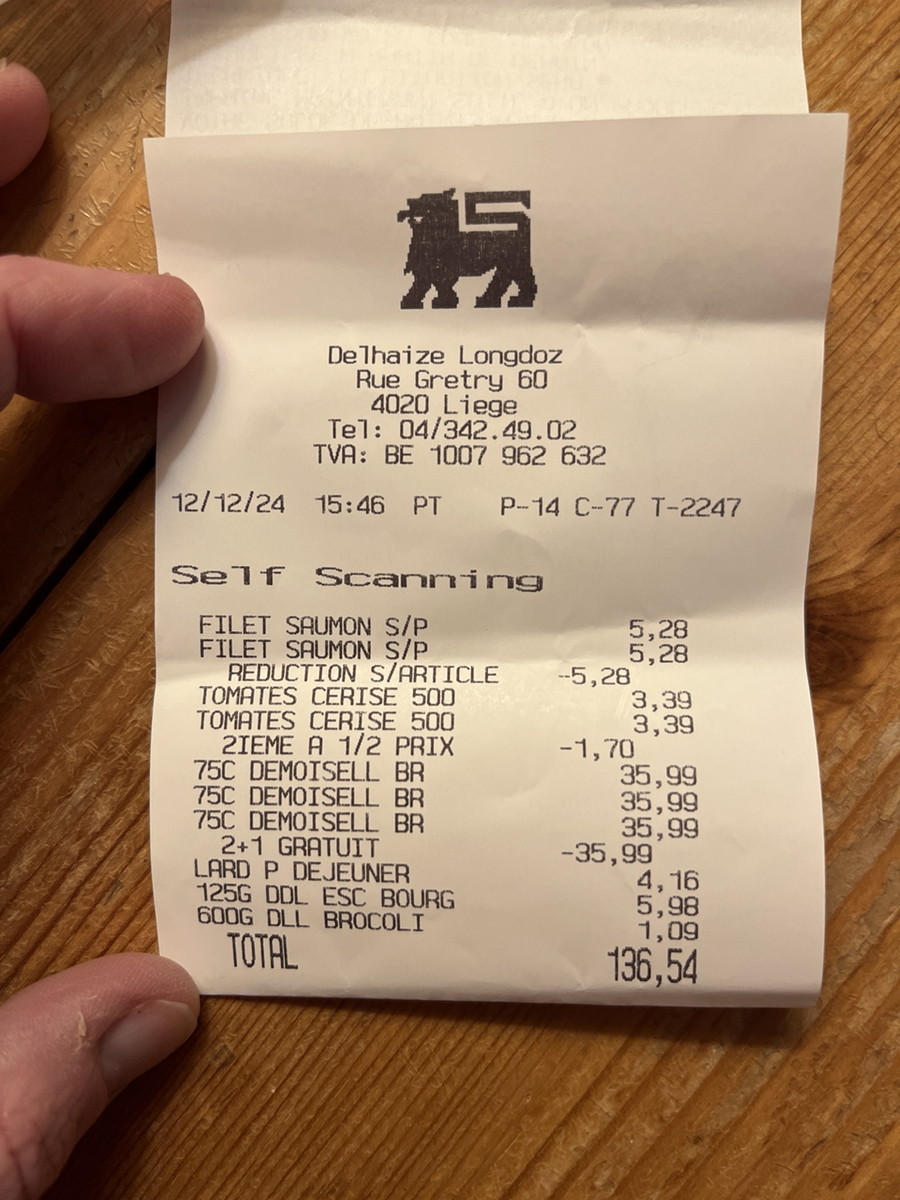 Delhaize Longdoz
Rue Gretry 60
4020 Liege
Tel: 04/342.49.02
TVA: BE 1007 962 632
12/12/24 15:46 PT P-14 C-77 T-2247
Self Scanning
FILET SAUMON S/P 5,28
FILET SAUMON S/P 5,28
REDUCTION S/ARTICLE -5,28
TOMATES CERISE 500 3,39
TOMATES CERISE 500 3,39
2IEME A 1/2 PRIX -1,70
75C DEMOISELL BR 35,99
75C DEMOISELL BR 35,99
75C DEMOISELL BR 35,99
2+1 GRATUIT -35,99
LARD P DEJEUNER 4,16
125G DDL ESC BOURG 5,98
600G DLL BROCOLI 1,09
TOTAL 136,54